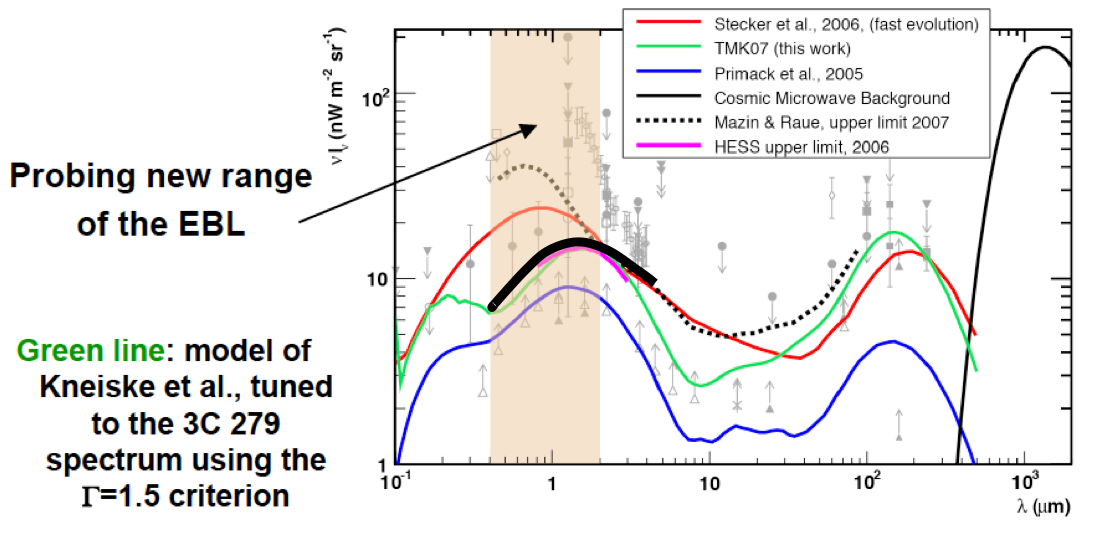 Probing new range
of the EBL
Green line: model of
Kneiske et al., tuned
to the 3C 279
spectrum using the
Γ=1.5 criterion
Stecker et al., 2006, (fast evolution)
TMK07 (this work)
Primack et al., 2005
Cosmic Microwave Background
Mazin & Raue, upper limit 2007
HESS upper limit, 2006
ν Iᵥ (nW m⁻² sr⁻¹)
10²
10
1
10⁻¹
1
10
10²
10³
λ (μm)